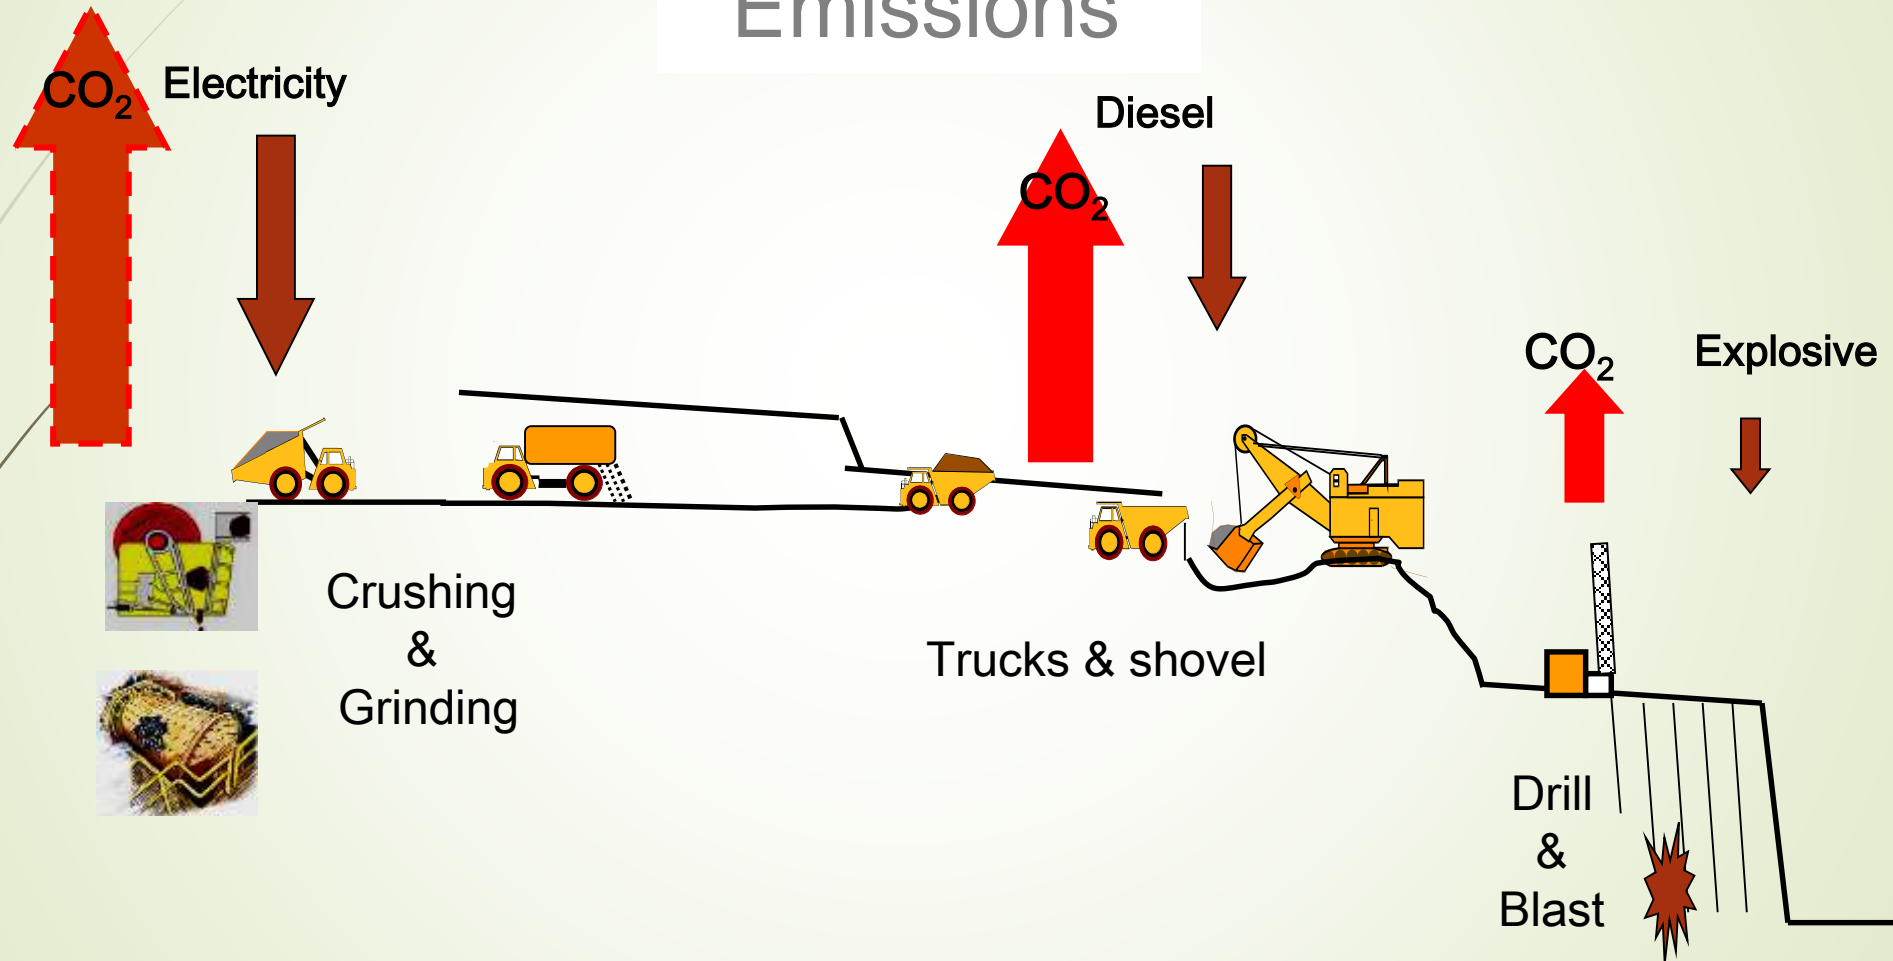 Emissions
CO₂
Electricity
Diesel
CO₂
CO₂
Explosive
Crushing
&
Grinding
Trucks & shovel
Drill
&
Blast